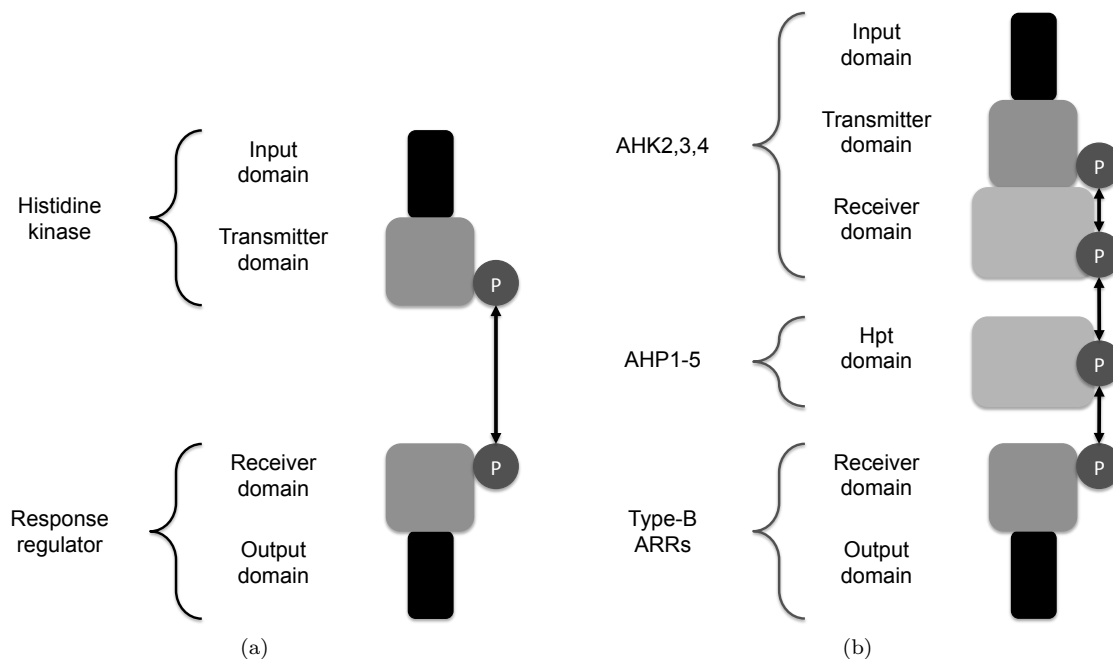 Histidine
kinase
Input
domain
Transmitter
domain
P
Response
regulator
Receiver
domain
P
Output
domain
(a)
AHK2,3,4
Input
domain
Transmitter
domain
P
Receiver
domain
P
AHP1-5
Hpt
domain
P
Type-B
ARRs
Receiver
domain
P
Output
domain
(b)